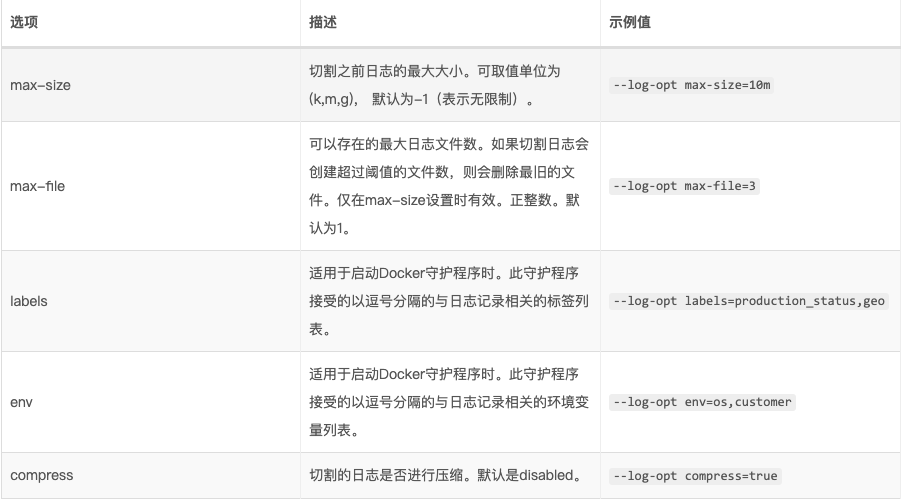 选项 描述 示例值
max-size
切割之前日志的最大大小。可取值单位为
(k,m,g)， 默认为-1（表示无限制）。
--log-opt max-size=10m
max-file
可以存在的最大日志文件数。如果切割日志会
创建超过阈值的文件数，则会删除最旧的文
件。仅在max-size设置时有效。正整数。默
认为1。
--log-opt max-file=3
labels
适用于启动Docker守护程序时。此守护程序
接受的以逗号分隔的与日志记录相关的标签列
表。
--log-opt labels=production_status,geo
env
适用于启动Docker守护程序时。此守护程序
接受的以逗号分隔的与日志记录相关的环境变
量列表。
--log-opt env=os,customer
compress
切割的日志是否进行压缩。默认是disabled。
--log-opt compress=true